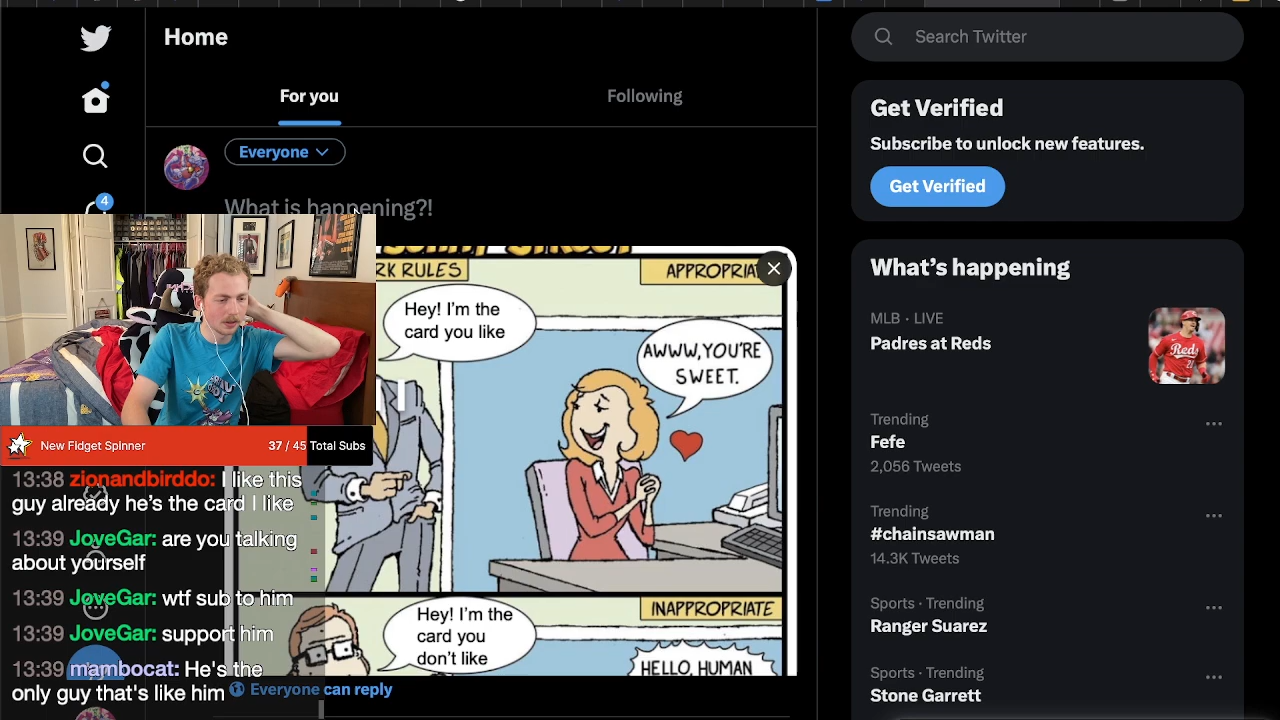 Home
For you
Following
Everyone
What is happening?!
4
Search Twitter
Get Verified
Subscribe to unlock new features.
Get Verified
What's happening
MLB · LIVE
Padres at Reds
Reds
Trending
Fefe
2,056 Tweets
Trending
#chainsawman
14.3K Tweets
Sports · Trending
Ranger Suarez
Sports · Trending
Stone Garrett
RK RULES
APPROPRIAT
Hey! I'm the
card you like
AWWW, YOU'RE
SWEET.
INAPPROPRIATE
Hey! I'm the
card you
don't like
HELLO, HUMAN
Everyone can reply
New Fidget Spinner
37 / 45 Total Subs
13:38 zionandbirddo: I like this
guy already he's the card I like
13:39 JoveGar: are you talking
about yourself
13:39 JoveGar: wtf sub to him
13:39 JoveGar: support him
13:39 mambocat: He's the
only guy that's like him